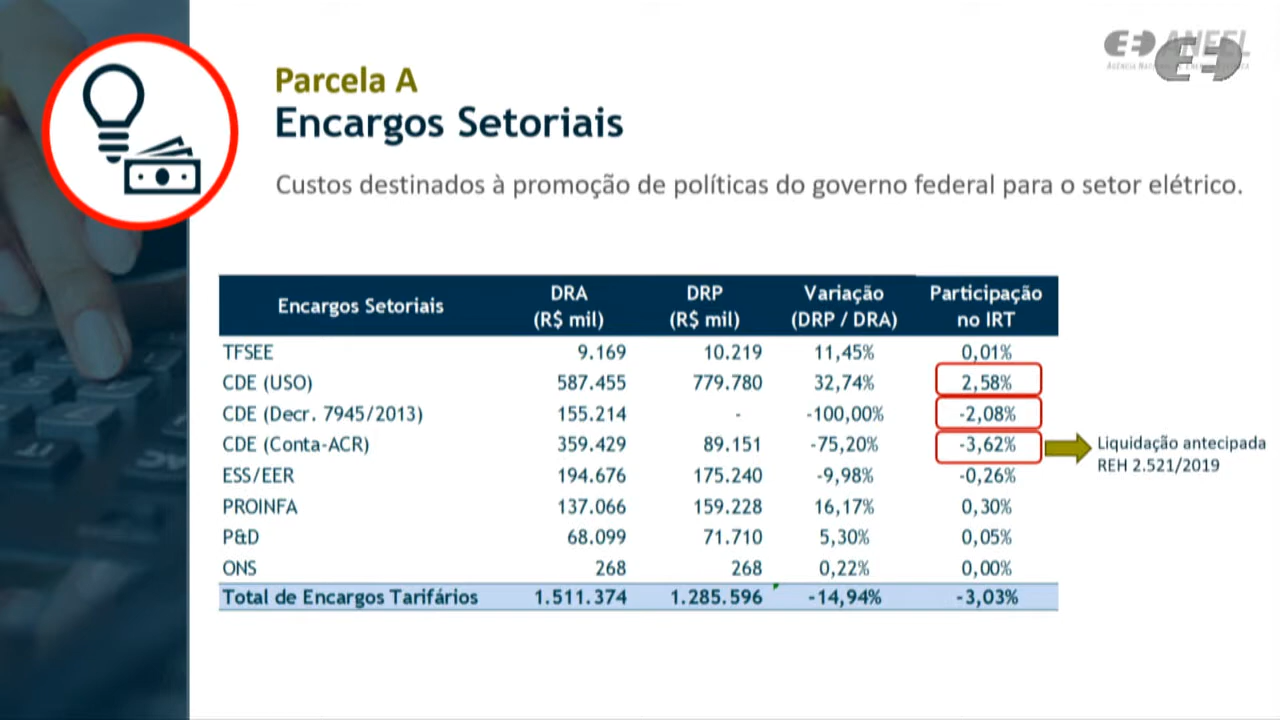 ANEEL
Parcela A
Encargos Setoriais
Custos destinados à promoção de políticas do governo federal para o setor elétrico.
Encargos Setoriais DRA (R$ mil) DRP (R$ mil) Variação (DRP / DRA) Participação no IRT
TFSEE 9.169 10.219 11,45% 0,01%
CDE (USO) 587.455 779.780 32,74% 2,58%
CDE (Decr. 7945/2013) 155.214 - -100,00% -2,08%
CDE (Conta-ACR) 359.429 89.151 -75,20% -3,62%
Liquidação antecipada
REH 2.521/2019
ESS/EER 194.676 175.240 -9,98% -0,26%
PROINFA 137.066 159.228 16,17% 0,30%
P&D 68.099 71.710 5,30% 0,05%
ONS 268 268 0,22% 0,00%
Total de Encargos Tarifários 1.511.374 1.285.596 -14,94% -3,03%